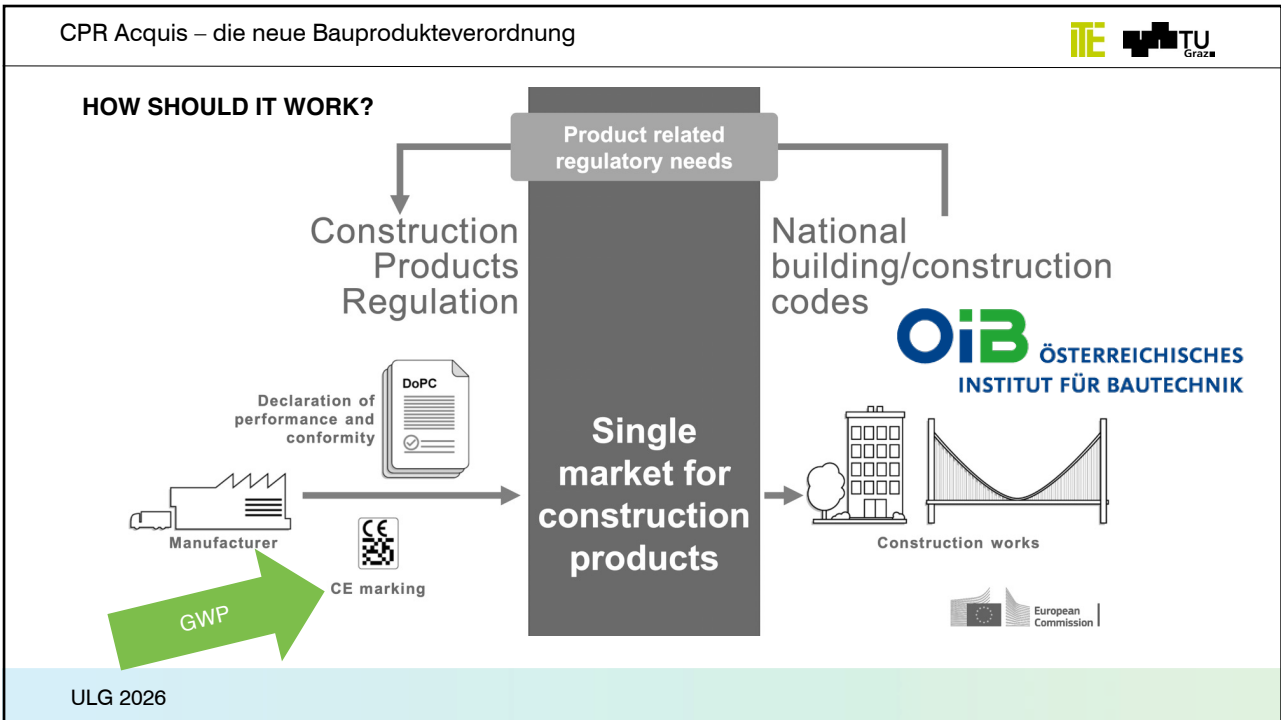 CPR Acquis – die neue Bauprodukteverordnung
iTE
TU
Graz
HOW SHOULD IT WORK?
Product related
regulatory needs
Construction
Products
Regulation
National
building/construction
codes
OiB ÖSTERREICHISCHES
INSTITUT FÜR BAUTECHNIK
DoPC
Declaration of
performance and
conformity
Single
market for
construction
products
Manufacturer
CE
CE marking
Construction works
GWP
European
Commission
ULG 2026